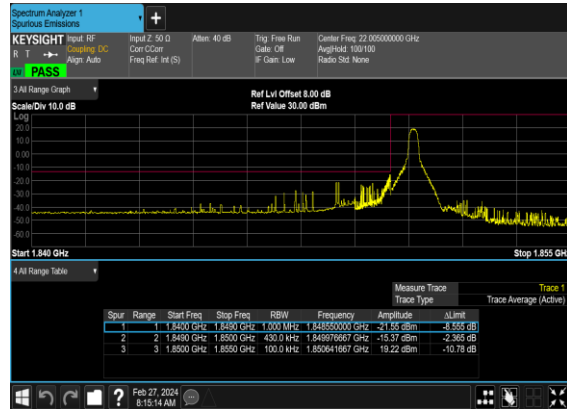 Spectrum Analyzer 1
Spurious Emissions
KEYSIGHT
R T
LW PASS
Input: RF
Coupling: DC
Align: Auto
Input Z: 50 Ω
Corr CCorr
Freq Ref: Int (S)
Atten: 40 dB
Trig: Free Run
Gate: Off
IF Gain: Low
Center Freq: 22.005000000 GHz
Avg|Hold: 100/100
Radio Std: None
3 All Range Graph
Scale/Div 10.0 dB
Ref Lvl Offset 8.00 dB
Ref Value 30.00 dBm
Log
20.0
10.0
0.00
-10.0
-20.0
-30.0
-40.0
-50.0
-60.0
Start 1.840 GHz
Stop 1.855 GH
4 All Range Table
Measure Trace Trace 1
Trace Type Trace Average (Active)
Spur Range Start Freq Stop Freq RBW Frequency Amplitude ΔLimit
1 1 1.8400 GHz 1.8490 GHz 1.000 MHz 1.848550000 GHz -21.55 dBm -8.555 dB
2 2 1.8490 GHz 1.8500 GHz 430.0 kHz 1.849976667 GHz -15.37 dBm -2.365 dB
3 3 1.8500 GHz 1.8550 GHz 100.0 kHz 1.850641667 GHz 19.22 dBm -10.78 dB
?
Feb 27, 2024
8:15:14 AM